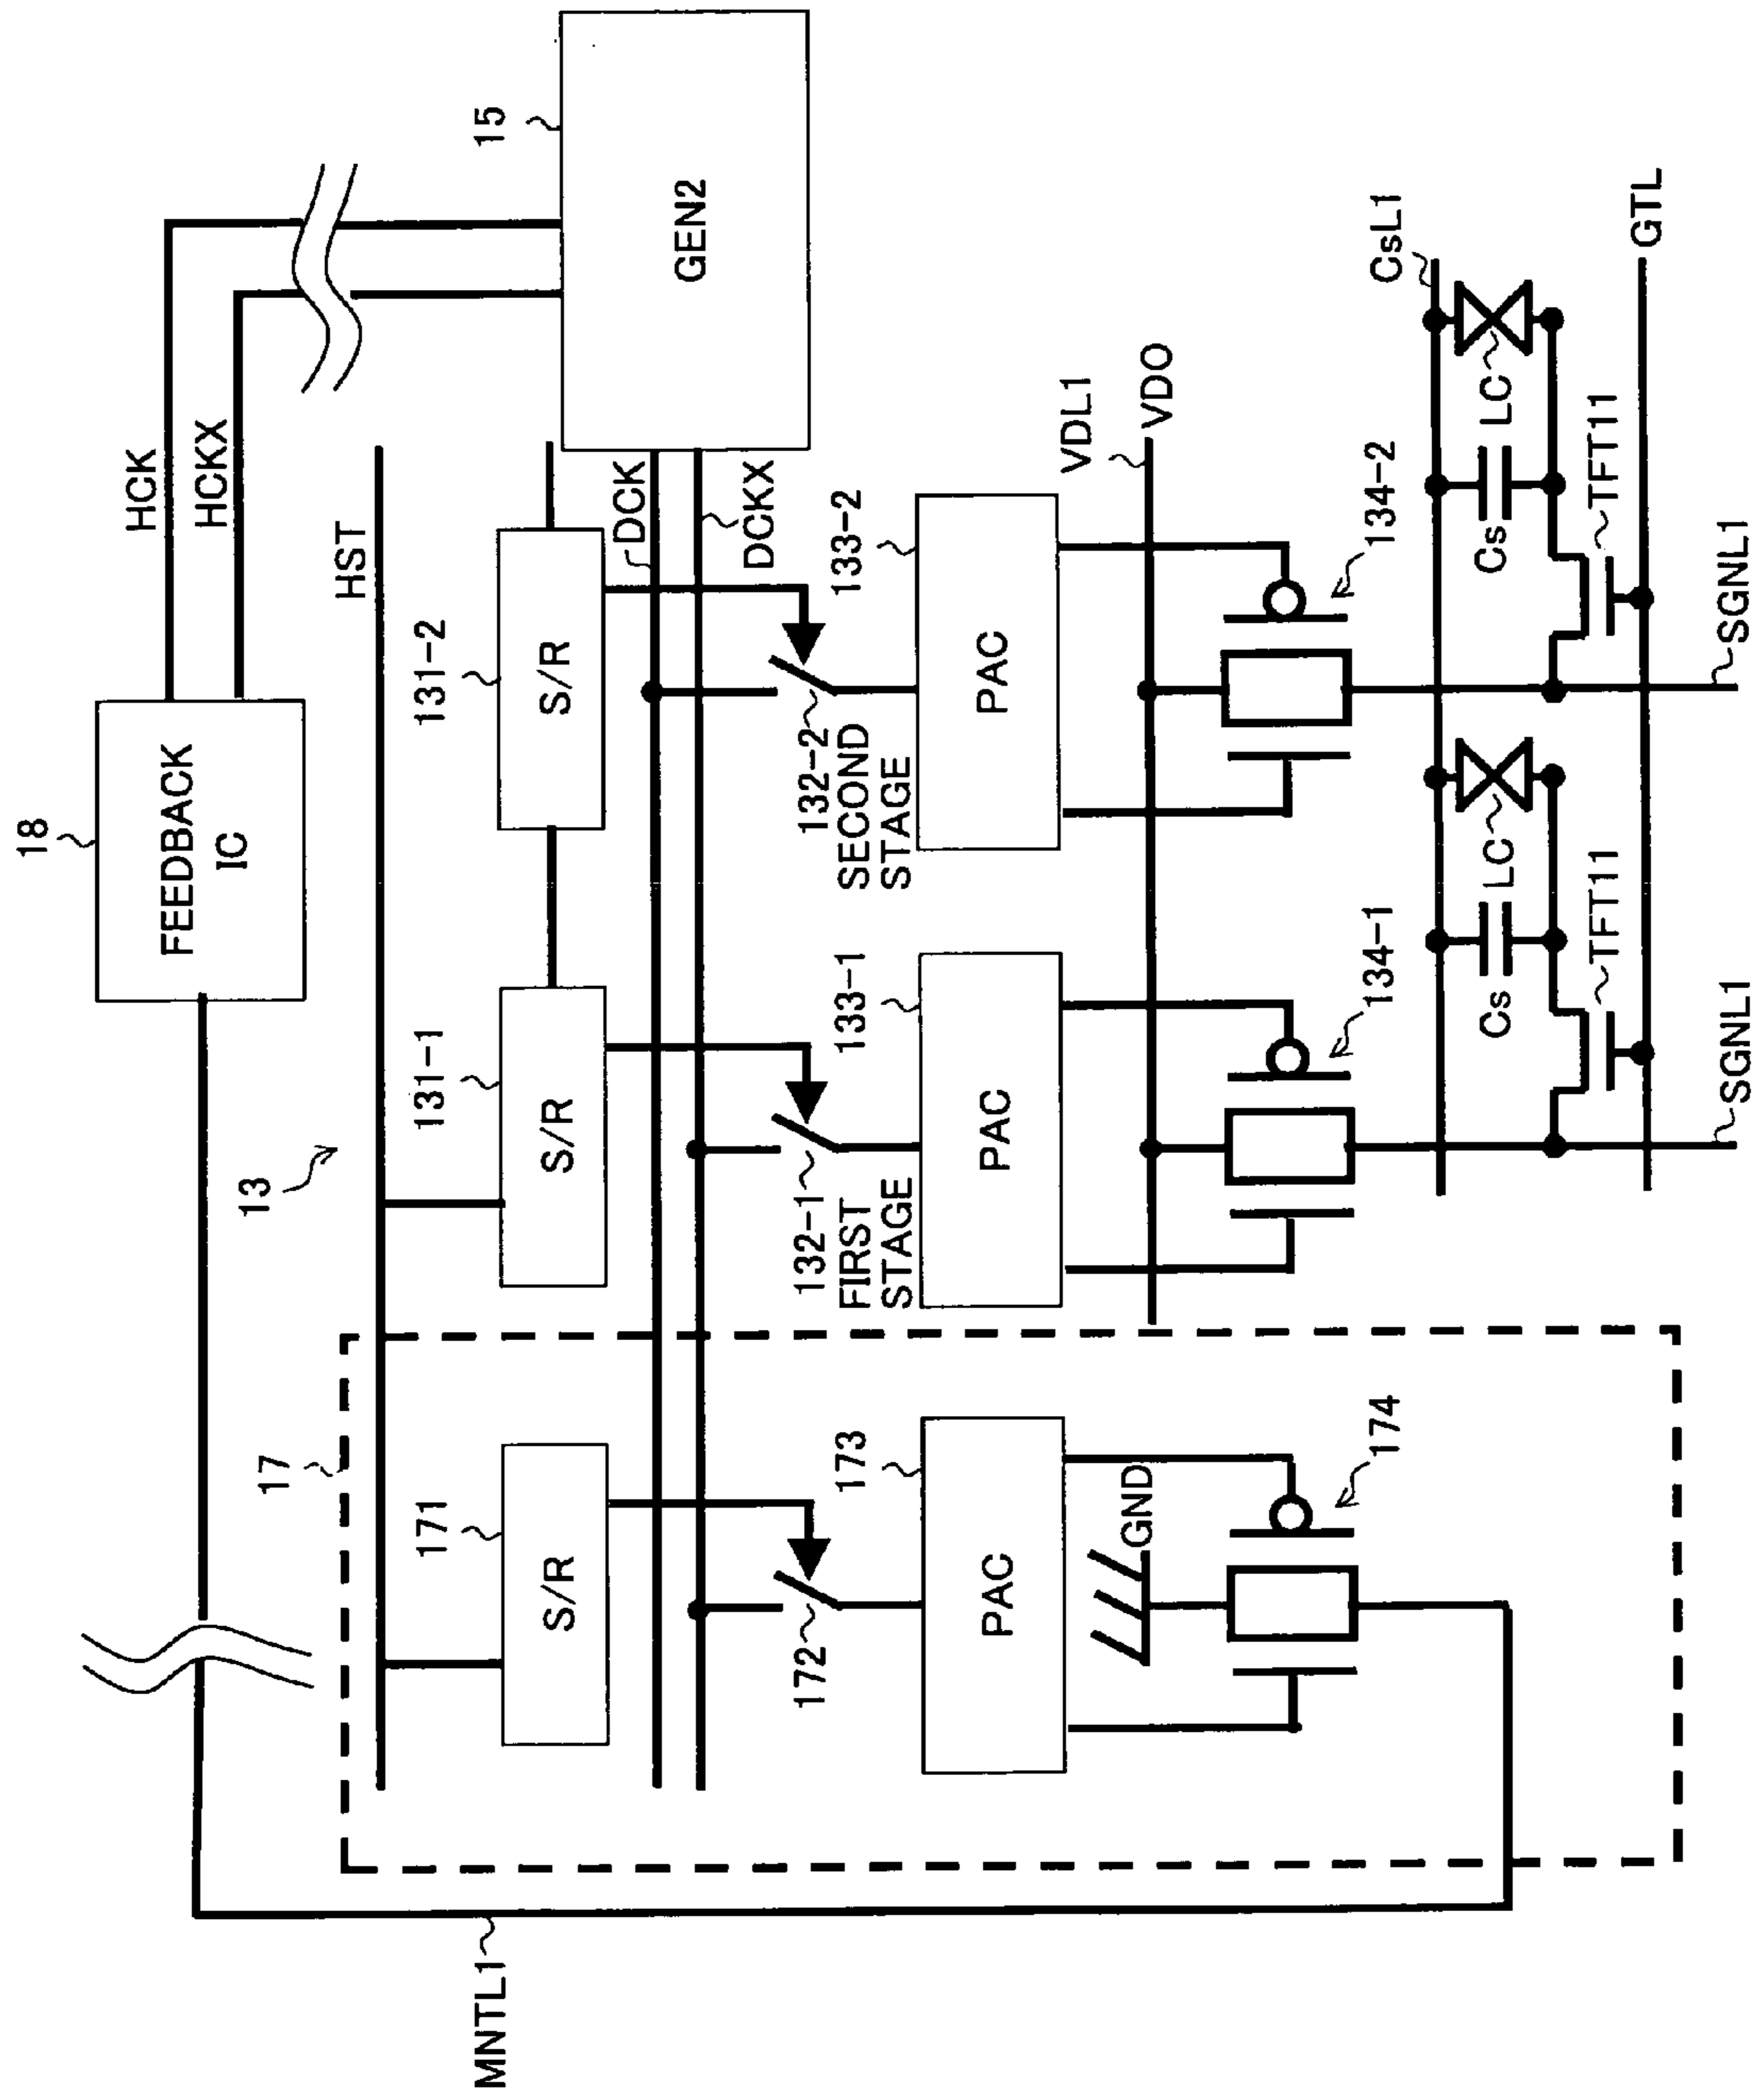 18
FEEDBACK
IC
HCK
HCKX
15
GEN2
13
HST
17
171
S/R
131-1
S/R
131-2
S/R
DCK
DCKX
172
132-1
FIRST
STAGE
132-2
SECOND
STAGE
173
PAC
133-1
PAC
133-2
PAC
VDL1
VDO
GND
174
134-1
134-2
CsL1
Cs
LC
TFT11
Cs
LC
TFT11
GTL
MNTL1
SGNL1
SGNL1